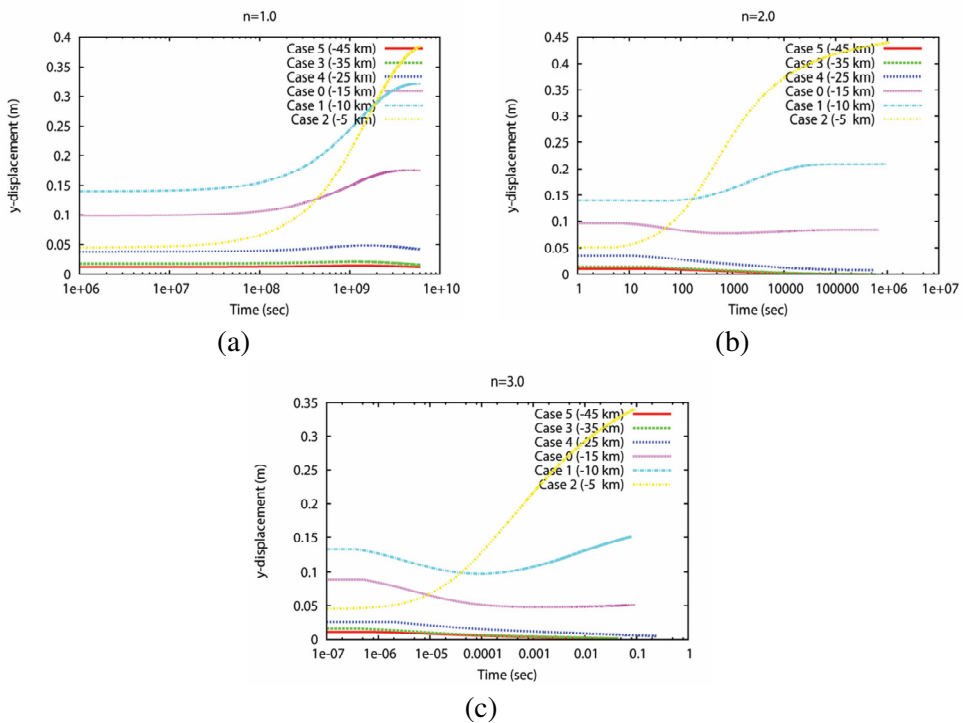 n=1.0
y-displacement (m)
0.4
0.35
0.3
0.25
0.2
0.15
0.1
0.05
0
Case 5 (-45 km)
Case 3 (-35 km)
Case 4 (-25 km)
Case 0 (-15 km)
Case 1 (-10 km)
Case 2 (-5 km)
1e+06 1e+07 1e+08 1e+09 1e+10
Time (sec)
(a)
n=2.0
y-displacement (m)
0.45
0.4
0.35
0.3
0.25
0.2
0.15
0.1
0.05
0
Case 5 (-45 km)
Case 3 (-35 km)
Case 4 (-25 km)
Case 0 (-15 km)
Case 1 (-10 km)
Case 2 (-5 km)
1 10 100 1000 10000 100000 1e+06 1e+07
Time (sec)
(b)
n=3.0
y-displacement (m)
0.35
0.3
0.25
0.2
0.15
0.1
0.05
0
Case 5 (-45 km)
Case 3 (-35 km)
Case 4 (-25 km)
Case 0 (-15 km)
Case 1 (-10 km)
Case 2 (-5 km)
1e-07 1e-06 1e-05 0.0001 0.001 0.01 0.1 1
Time (sec)
(c)